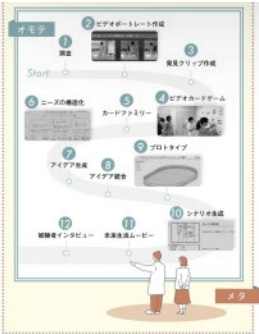 オモテ
Start
1
調査
2 ビデオポートレート作成
3
発見クリップ作成
4 ビデオカードゲーム
5
カードファミリー
6 ニーズの構造化
7
アイデア生成
8
アイデア統合
9 プロトタイプ
10 シナリオ生成
11
未来生活ムービー
12
被験者インタビュー
メタ